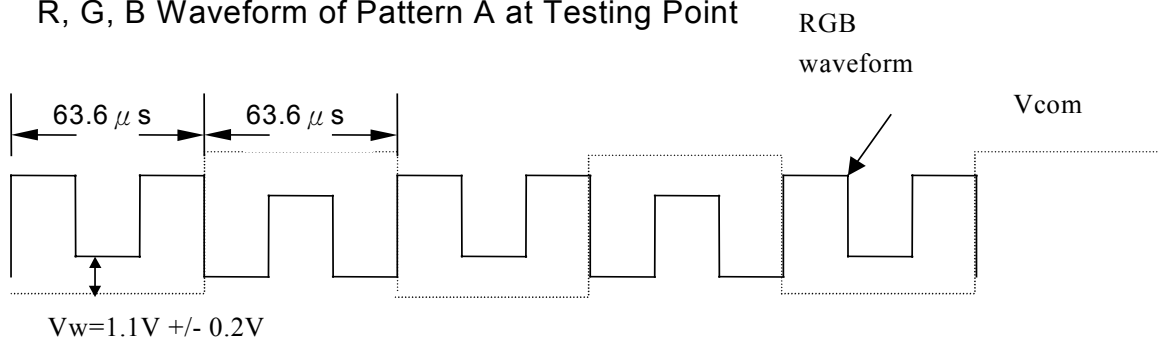 R, G, B Waveform of Pattern A at Testing Point
RGB
waveform
63.6 μ s
63.6 μ s
Vcom
Vw=1.1V +/- 0.2V